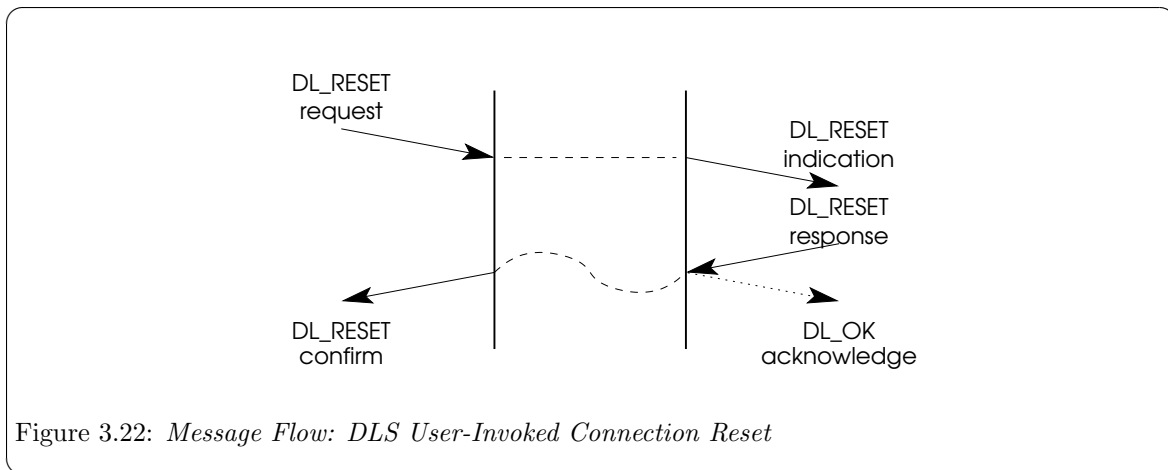 DL_RESET
request
DL_RESET
indication
DL_RESET
response
DL_RESET
confirm
DL_OK
acknowledge
Figure 3.22: Message Flow: DLS User-Invoked Connection Reset